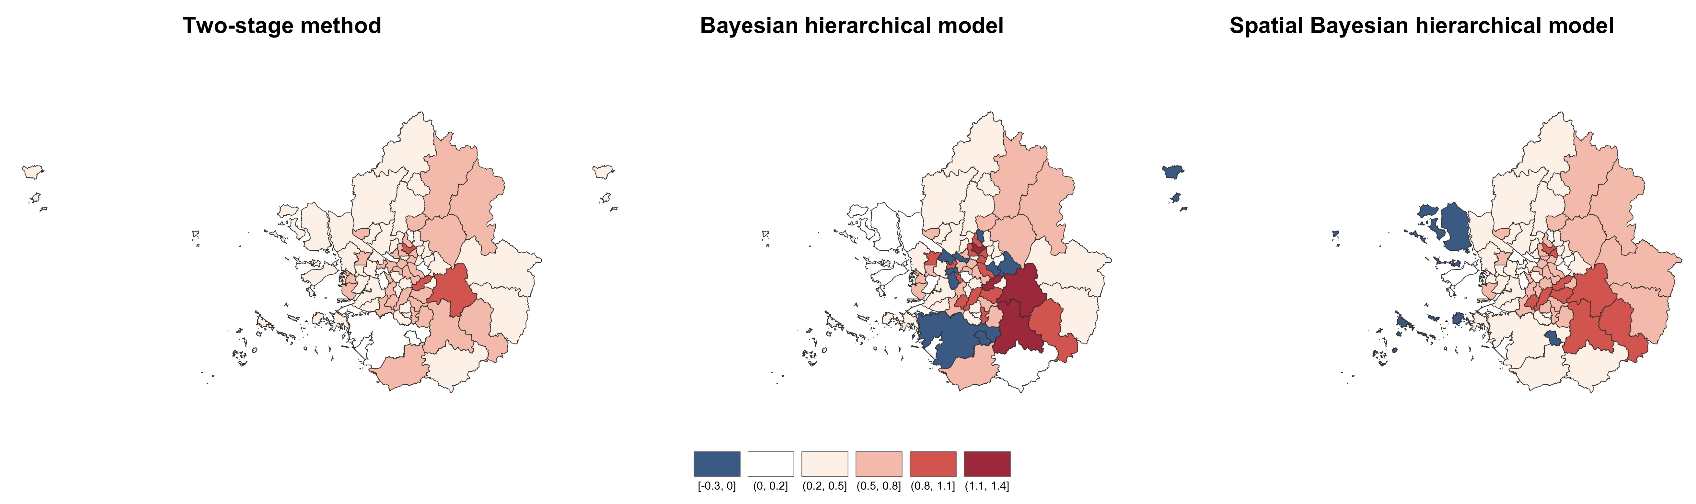 Two-stage method
Bayesian hierarchical model
Spatial Bayesian hierarchical model
[-0.3, 0]
(0, 0.2]
(0.2, 0.5]
(0.5, 0.8]
(0.8, 1.1]
(1.1, 1.4]